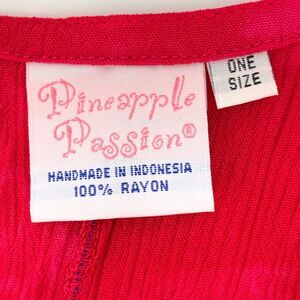 Pineapple
Passion®
HANDMADE IN INDONESIA
100% RAYON
ONE
SIZE